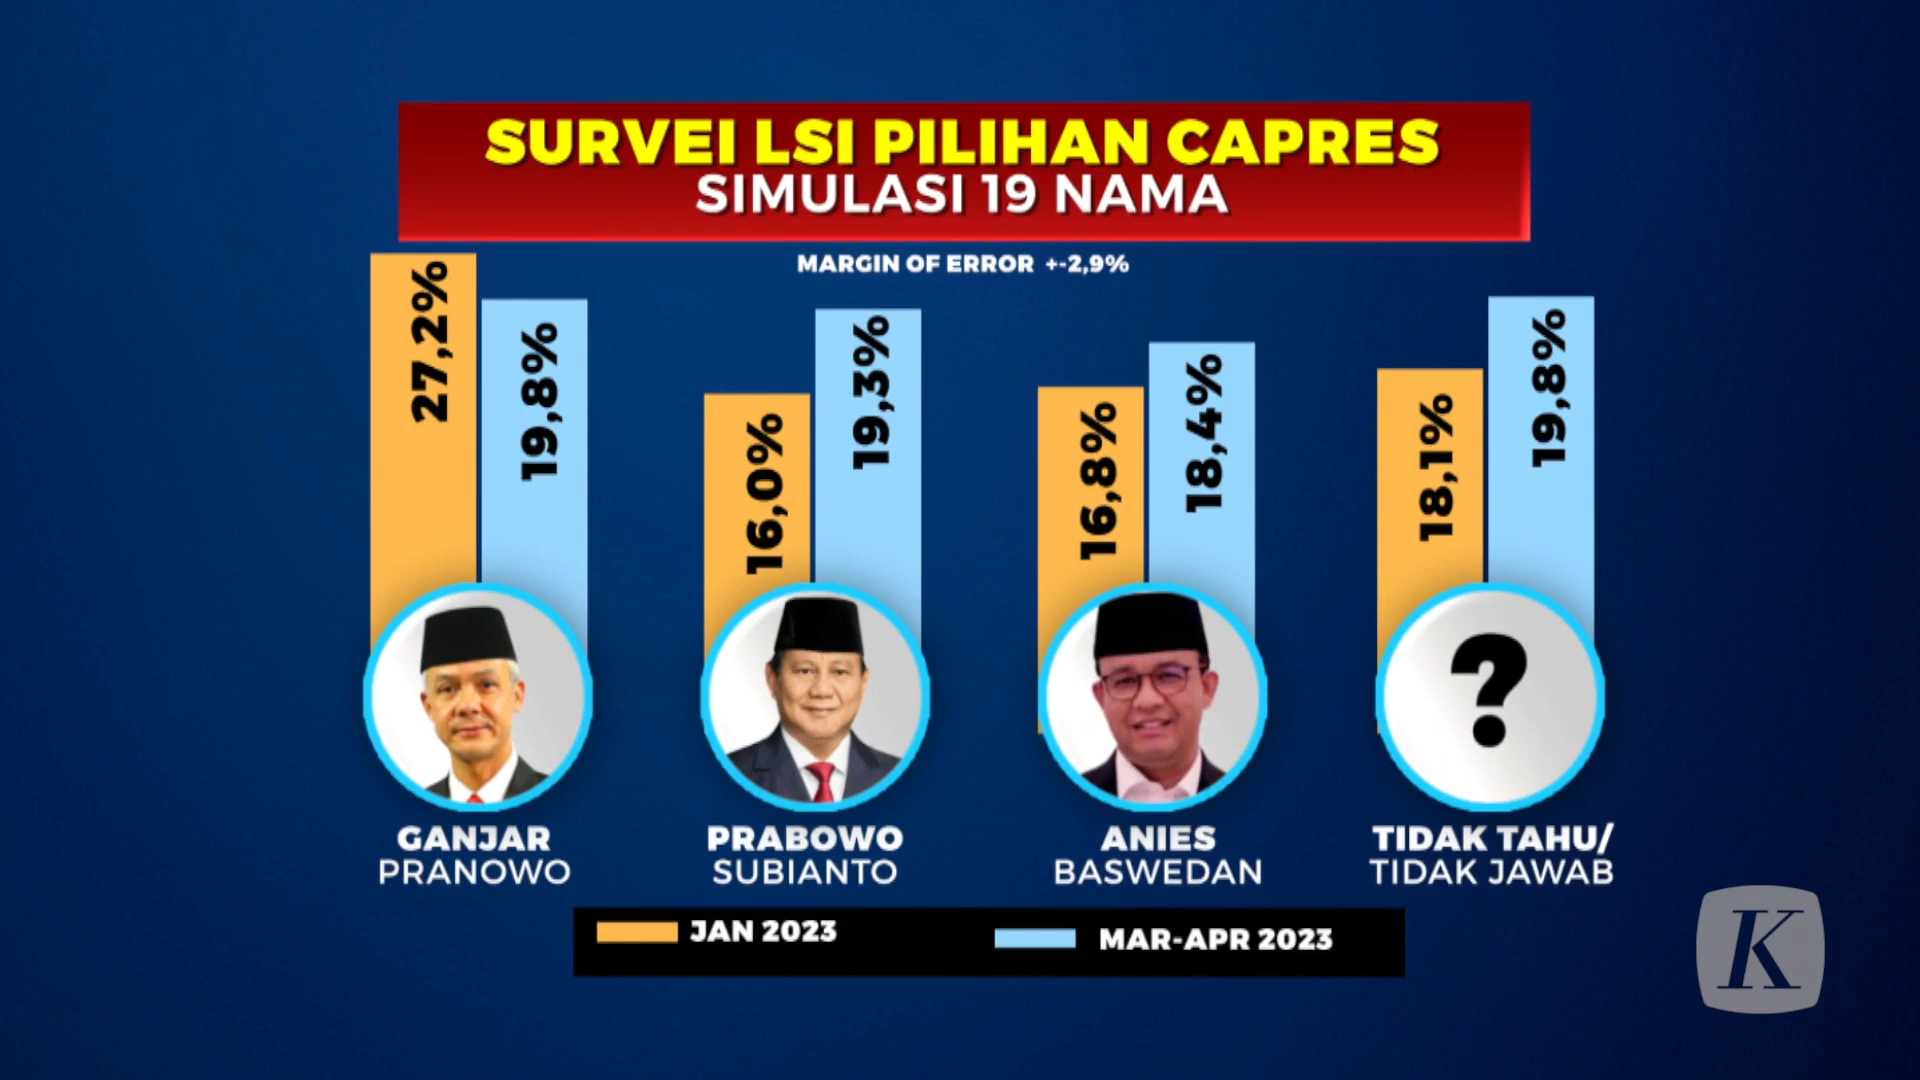 SURVEI LSI PILIHAN CAPRES
SIMULASI 19 NAMA
MARGIN OF ERROR +-2,9%
27,2%
19,8%
16,0%
19,3%
16,8%
18,4%
18,1%
19,8%
?
GANJAR
PRANOWO
PRABOWO
SUBIANTO
ANIES
BASWEDAN
TIDAK TAHU/
TIDAK JAWAB
JAN 2023
MAR-APR 2023
K